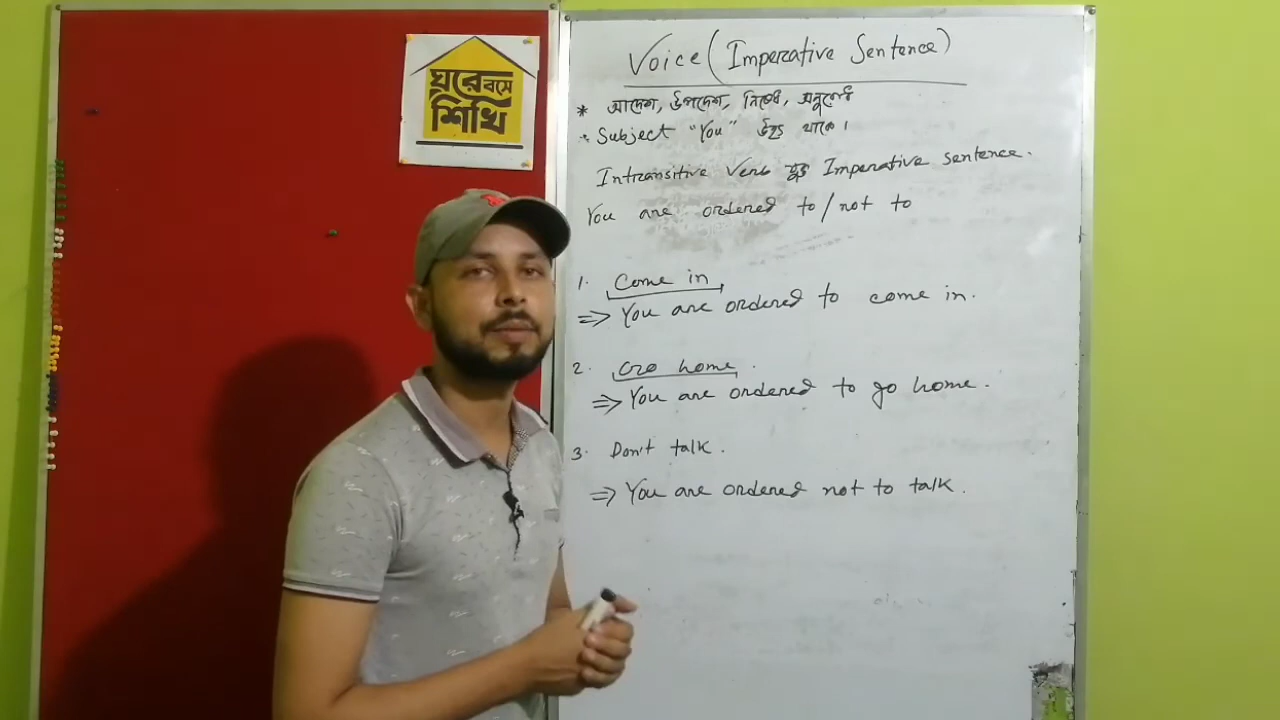 ঘরে বসে
শিখি
Voice (Imperative Sentence)
* আদেশ, উপদেশ, নিষেধ, অনুরোধ
* Subject "You" উহ্য থাকে।
Intransitive Verb যুক্ত Imperative sentence.
You are ordered to / not to
1. Come in
⇒ You are ordered to come in.
2. Go home.
⇒ You are ordered to go home.
3. Don't talk.
⇒ You are ordered not to talk.